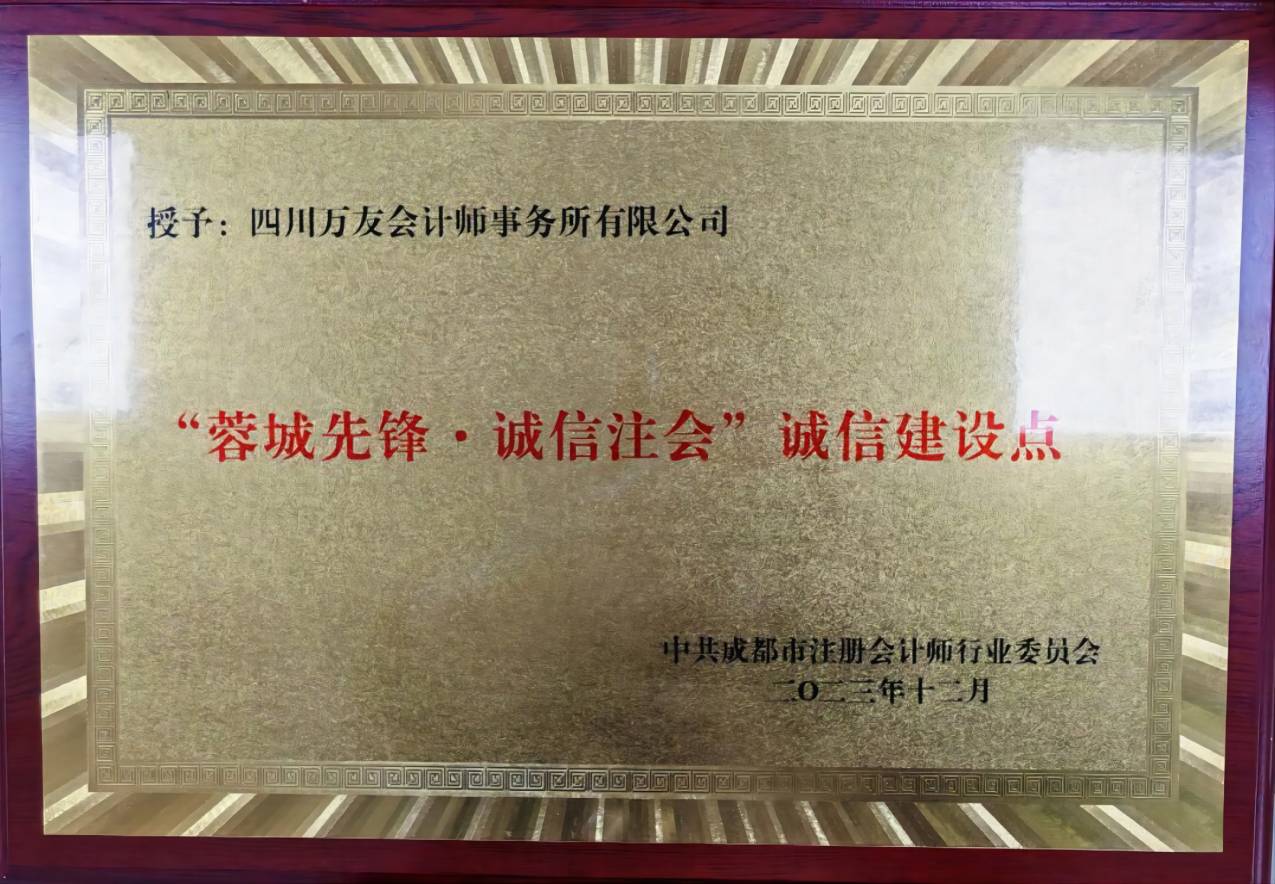 授予：四川万友会计师事务所有限公司
“蓉城先锋·诚信注会”诚信建设点
中共成都市注册会计师行业委员会
二〇二三年十二月